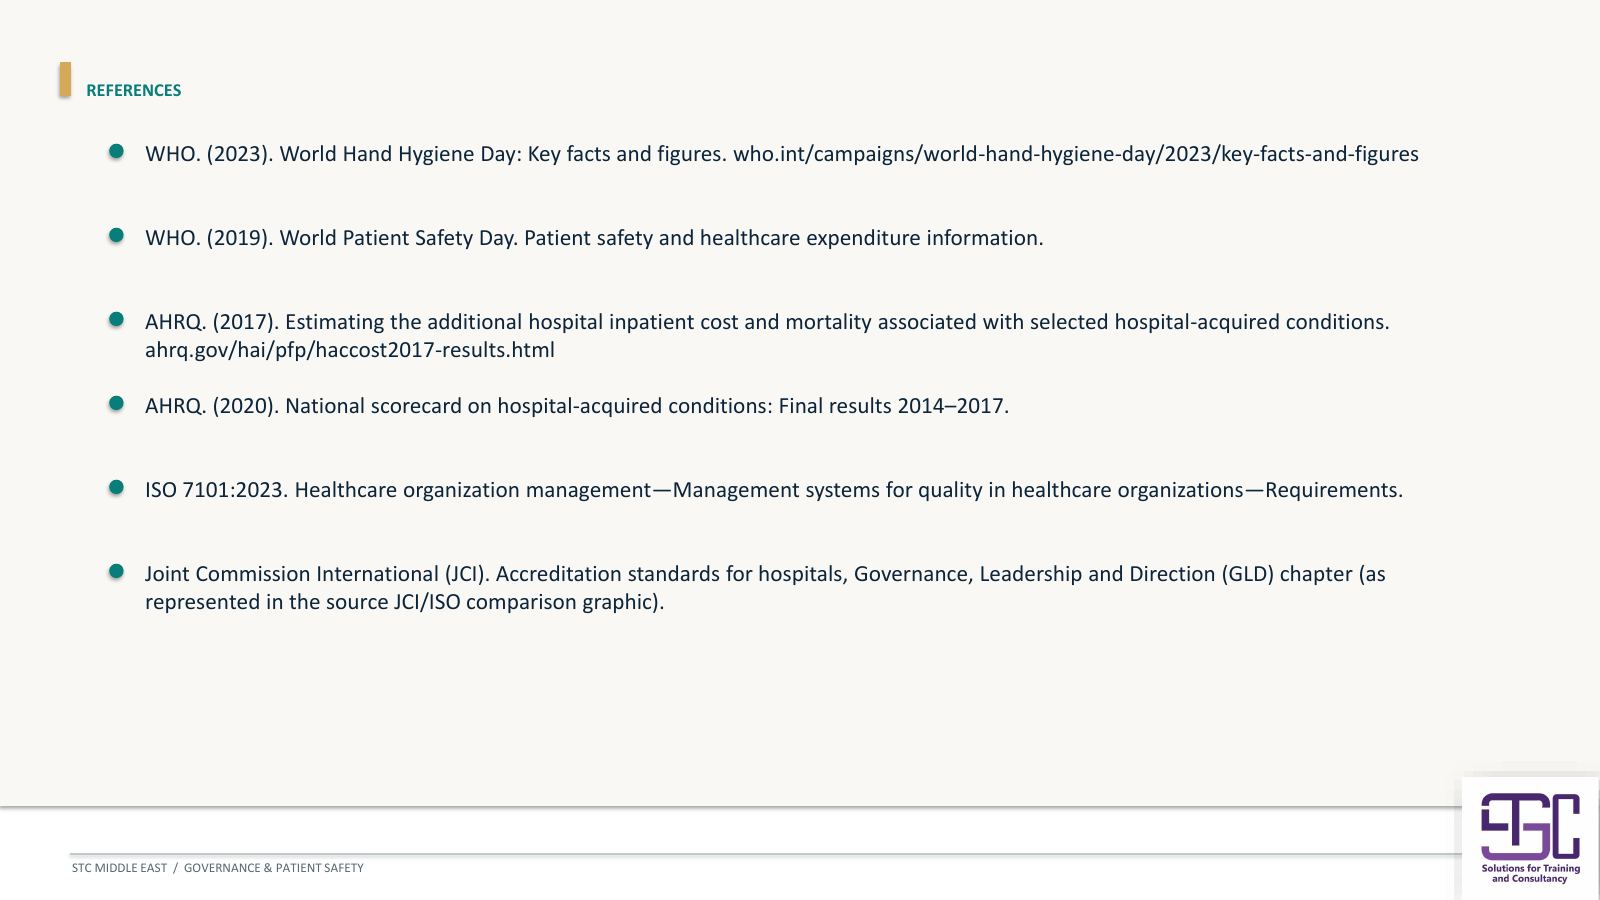 REFERENCES
WHO. (2023). World Hand Hygiene Day: Key facts and figures. who.int/campaigns/world-hand-hygiene-day/2023/key-facts-and-figures
WHO. (2019). World Patient Safety Day. Patient safety and healthcare expenditure information.
AHRQ. (2017). Estimating the additional hospital inpatient cost and mortality associated with selected hospital-acquired conditions.
ahrq.gov/hai/pfp/haccost2017-results.html
AHRQ. (2020). National scorecard on hospital-acquired conditions: Final results 2014–2017.
ISO 7101:2023. Healthcare organization management—Management systems for quality in healthcare organizations—Requirements.
Joint Commission International (JCI). Accreditation standards for hospitals, Governance, Leadership and Direction (GLD) chapter (as
represented in the source JCI/ISO comparison graphic).
STC MIDDLE EAST / GOVERNANCE & PATIENT SAFETY
STC
Solutions for Training
and Consultancy